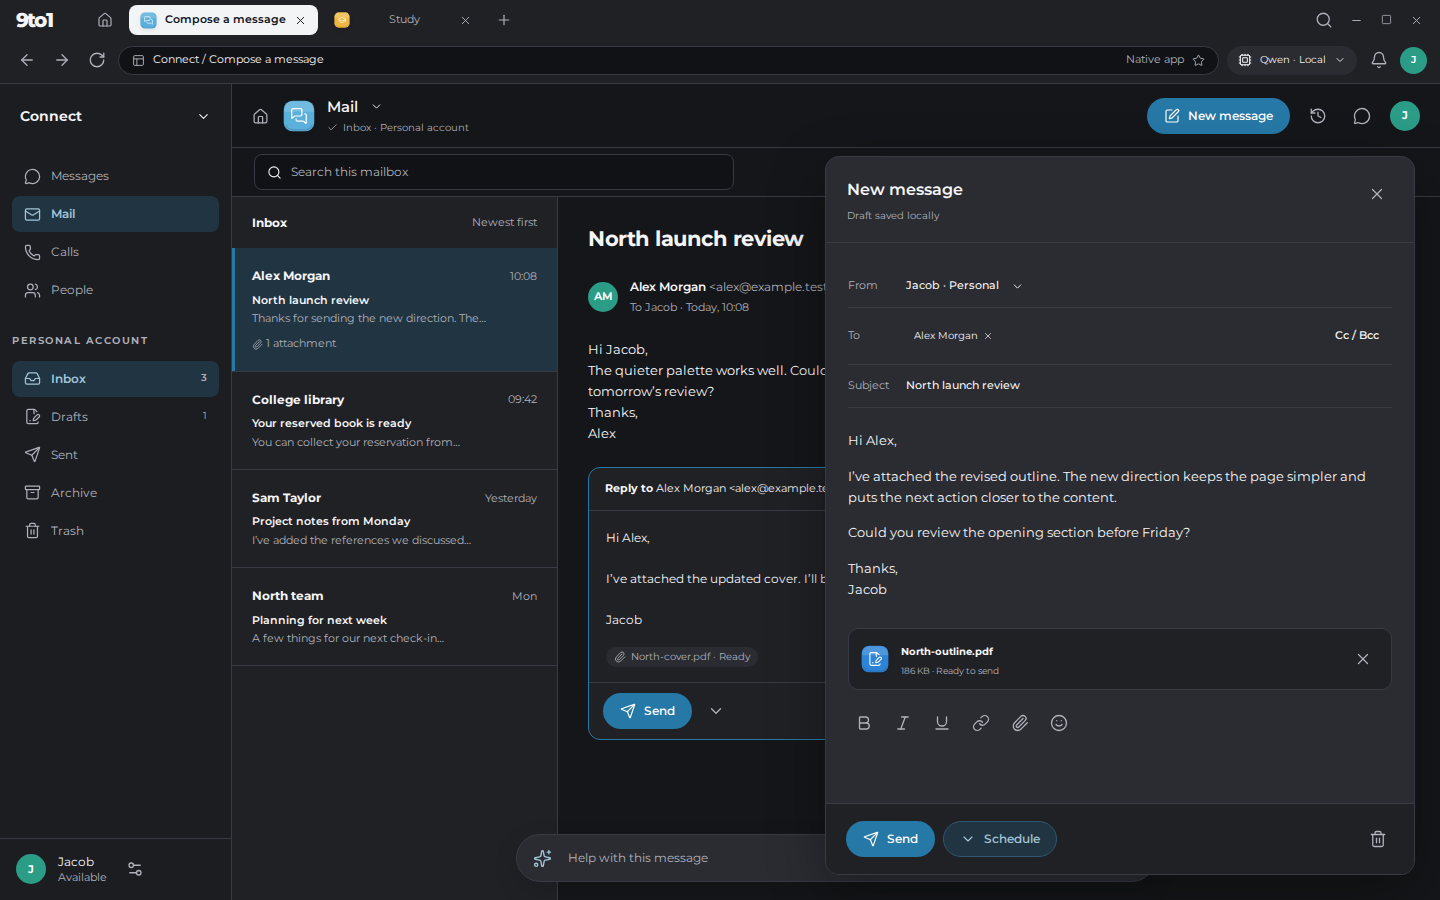 9to1
Compose a message
Study
Connect / Compose a message
Native app
Qwen · Local
J
Connect
Messages
Mail
Calls
People
PERSONAL ACCOUNT
Inbox 3
Drafts 1
Sent
Archive
Trash
J
Jacob
Available
Mail
Inbox · Personal account
New message
J
Search this mailbox
Inbox Newest first
Alex Morgan 10:08
North launch review
Thanks for sending the new direction. The...
1 attachment
College library 09:42
Your reserved book is ready
You can collect your reservation from...
Sam Taylor Yesterday
Project notes from Monday
I've added the references we discussed...
North team Mon
Planning for next week
A few things for our next check-in...
North launch review
AM
Alex Morgan <alex@example.test
To Jacob · Today, 10:08
Hi Jacob,
The quieter palette works well. Could
tomorrow's review?
Thanks,
Alex
Reply to Alex Morgan <alex@example.te
Hi Alex,
I've attached the updated cover. I'll b
Jacob
North-cover.pdf · Ready
Send
Help with this message
New message
Draft saved locally
From Jacob · Personal
To Alex Morgan Cc / Bcc
Subject North launch review
Hi Alex,
I've attached the revised outline. The new direction keeps the page simpler and
puts the next action closer to the content.
Could you review the opening section before Friday?
Thanks,
Jacob
North-outline.pdf
186 KB · Ready to send
B I U
Send
Schedule